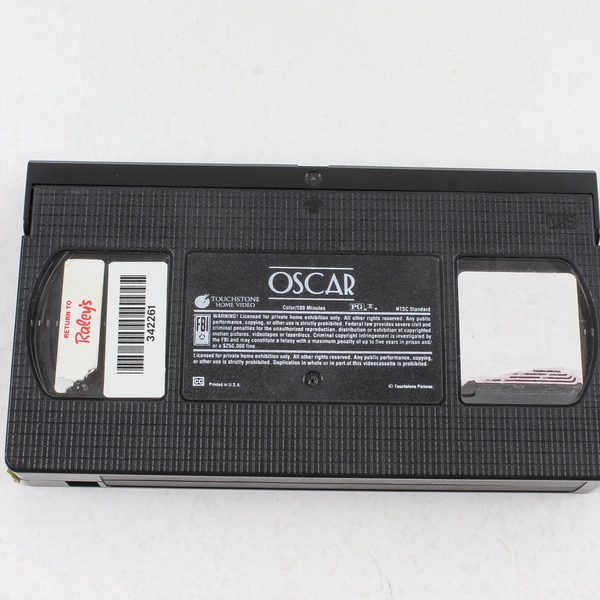 VHS
RETURN TO
Raley's
342261
OSCAR
TOUCHSTONE
HOME VIDEO
Color/109 Minutes
PG
NTSC Standard
FBI
WARNING! Licensed for private home exhibition only. All other rights reserved. Any public
performance, copying, or other use is strictly prohibited. Federal law provides severe civil and
criminal penalties for the unauthorized reproduction, distribution or exhibition of copyrighted
motion pictures, videotapes or laserdiscs. Criminal copyright infringement is investigated by
the FBI and may constitute a felony with a maximum penalty of up to five years in prison and/
or a $250,000 fine.
Licensed for private home exhibition only. All other rights reserved. Any public performance, copying,
or other use is strictly prohibited. Duplication in whole or in part of this videocassette is prohibited.
CC
Printed in U.S.A.
© Touchstone Pictures